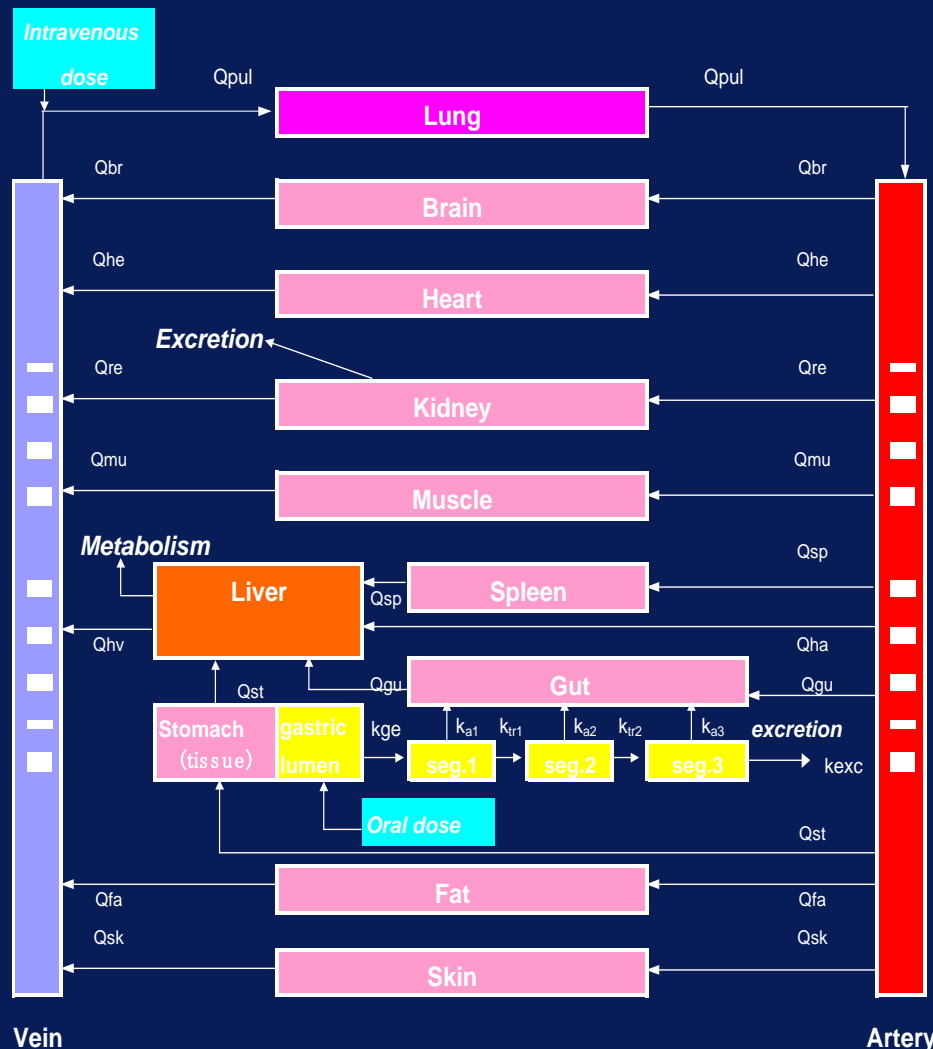 Intravenous
dose
Qpul
Qpul
Lung
Qbr
Qbr
Brain
Qhe
Qhe
Heart
Excretion
Qre
Qre
Kidney
Qmu
Qmu
Muscle
Metabolism
Qsp
Liver
Qsp
Spleen
Qhv
Qha
Qst
Qgu
Gut
Qgu
Stomach
(tissue)
gastric
lumen
kge
ka1
ktr1
ka2
ktr2
ka3
excretion
seg.1
seg.2
seg.3
kexc
Oral dose
Qst
Qfa
Fat
Qfa
Qsk
Qsk
Skin
Vein
Artery